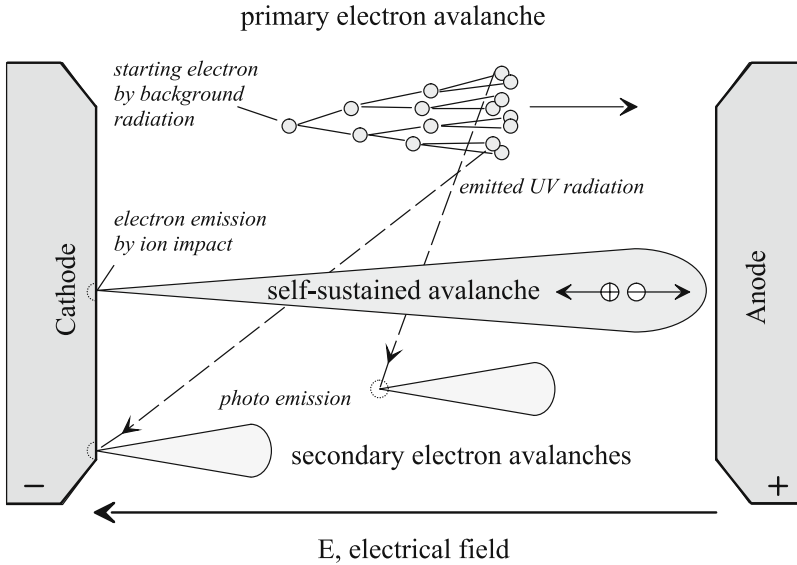 primary electron avalanche
starting electron
by background
radiation
emitted UV radiation
electron emission
by ion impact
Cathode
self-sustained avalanche
Anode
photo emission
secondary electron avalanches
−
+
E, electrical field